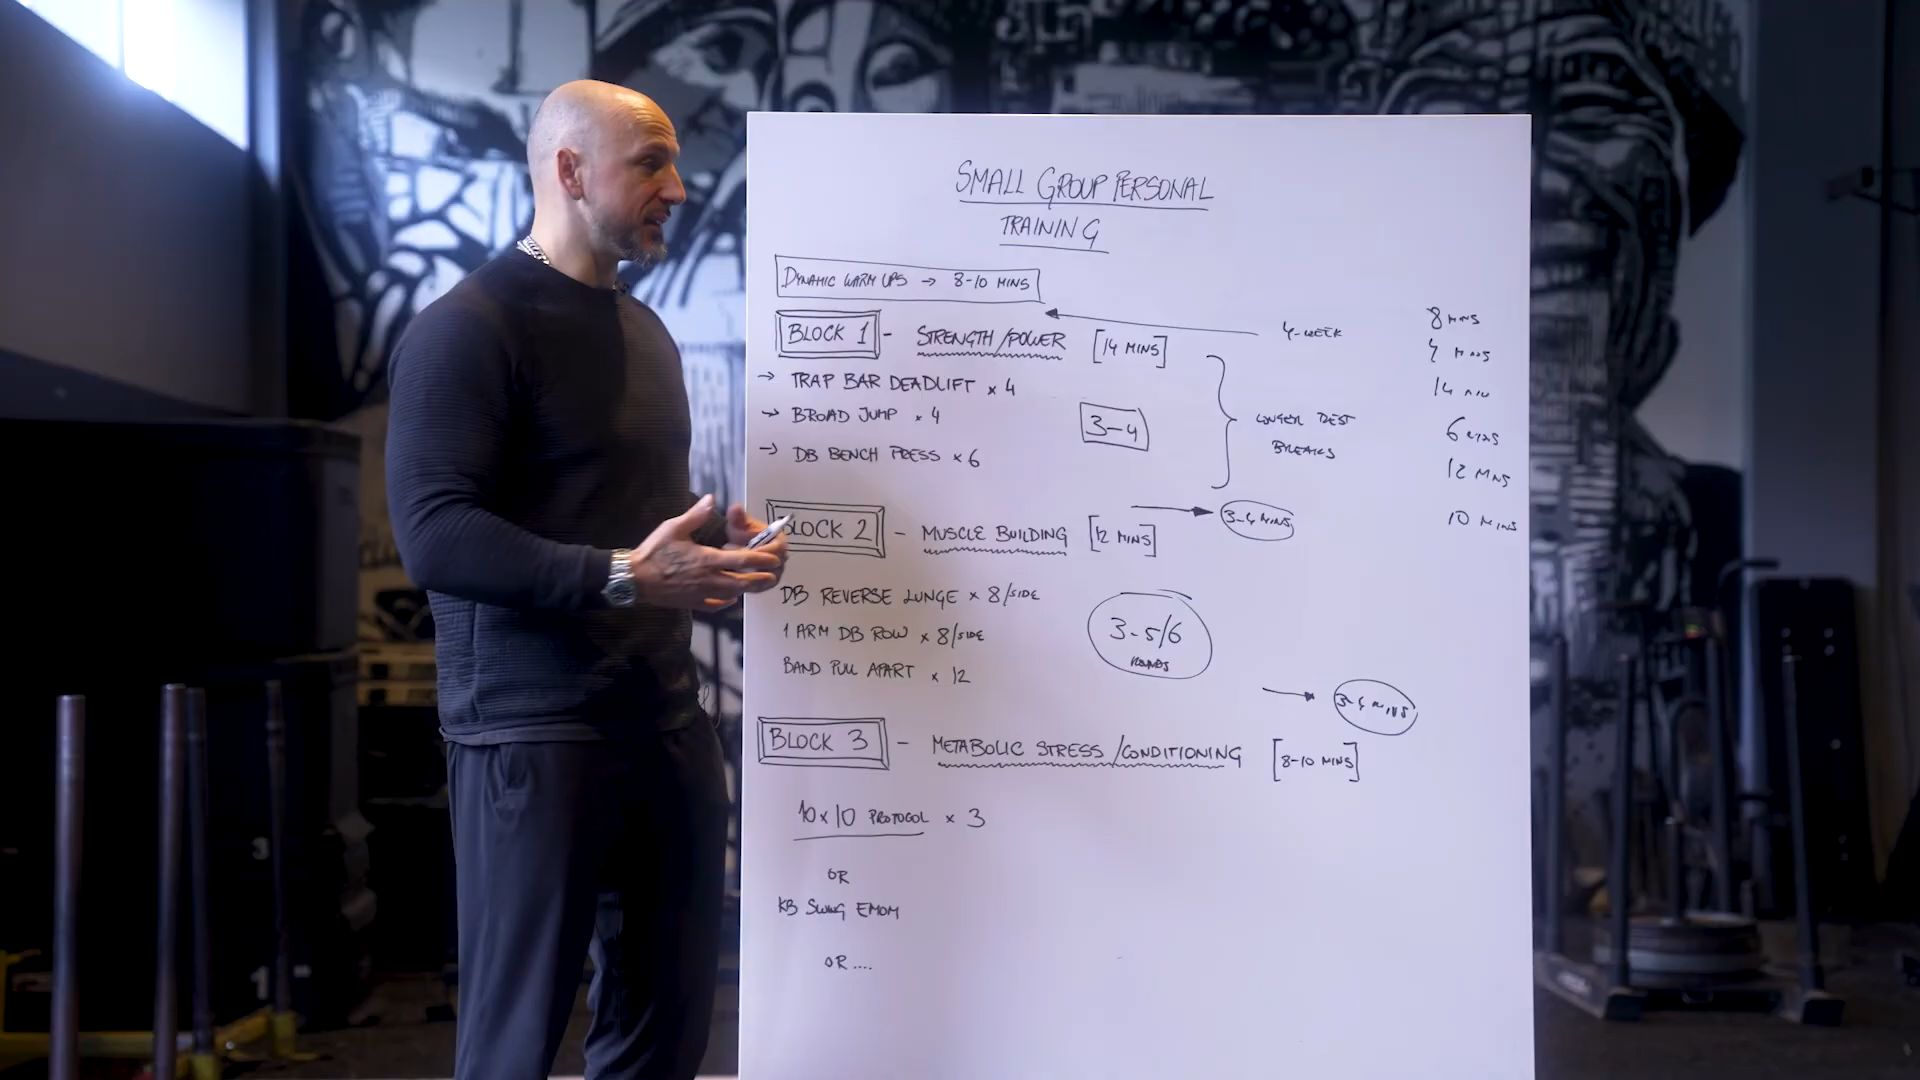 SMALL GROUP PERSONAL
TRAINING
DYNAMIC WARM UPS → 8-10 MINS
BLOCK 1 - STRENGTH/POWER [14 MINS]
→ TRAP BAR DEADLIFT x 4
→ BROAD JUMP x 4
→ DB BENCH PRESS x 6
3-4
4-WEEK
LONGER REST
BREAKS
8 MINS
4 MINS
14 MIN
6 MINS
12 MINS
10 MINS
BLOCK 2 - MUSCLE BUILDING [12 MINS]
3-4 MINS
DB REVERSE LUNGE x 8/SIDE
1 ARM DB ROW x 8/SIDE
BAND PULL APART x 12
3-5/6
ROUNDS
3-4 MINS
BLOCK 3 - METABOLIC STRESS/CONDITIONING [8-10 MINS]
10x10 PROTOCOL x 3
OR
KB SWING EMOM
OR ....
3
1